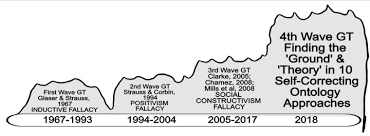 First Wave GT
Glaser & Strauss,
1967
INDUCTIVE FALLACY
2nd Wave GT
Strauss & Corbin,
1994
POSITIVISM
FALLACY
3rd Wave GT
Clarke, 2005;
Charmez, 2008;
Mills et al, 2008
SOCIAL
CONSTRUCTIVISM
FALLACY
4th Wave GT
Finding the
'Ground' &
'Theory' in 10
Self-Correcting
Ontology
Approaches
1967-1993
1994-2004
2005-2017
2018